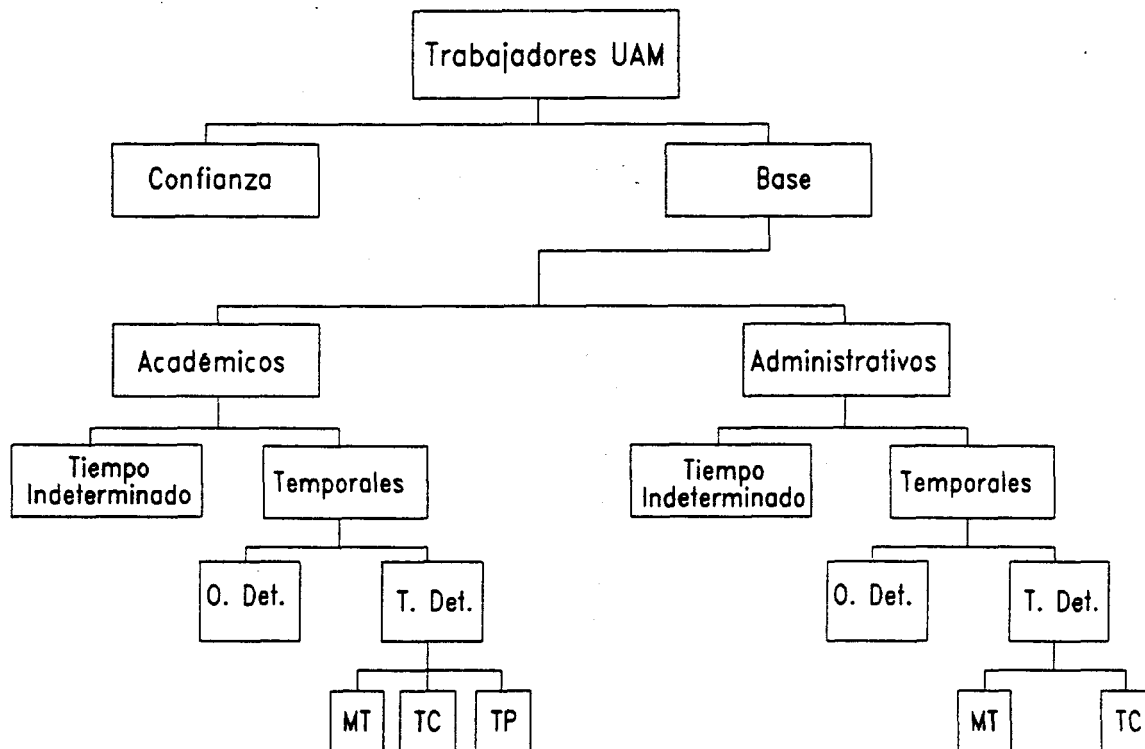 Trabajadores UAM
Confianza
Base
Académicos
Administrativos
Tiempo
Indeterminado
Temporales
Tiempo
Indeterminado
Temporales
O. Det.
T. Det.
O. Det.
T. Det.
MT
TC
TP
MT
TC